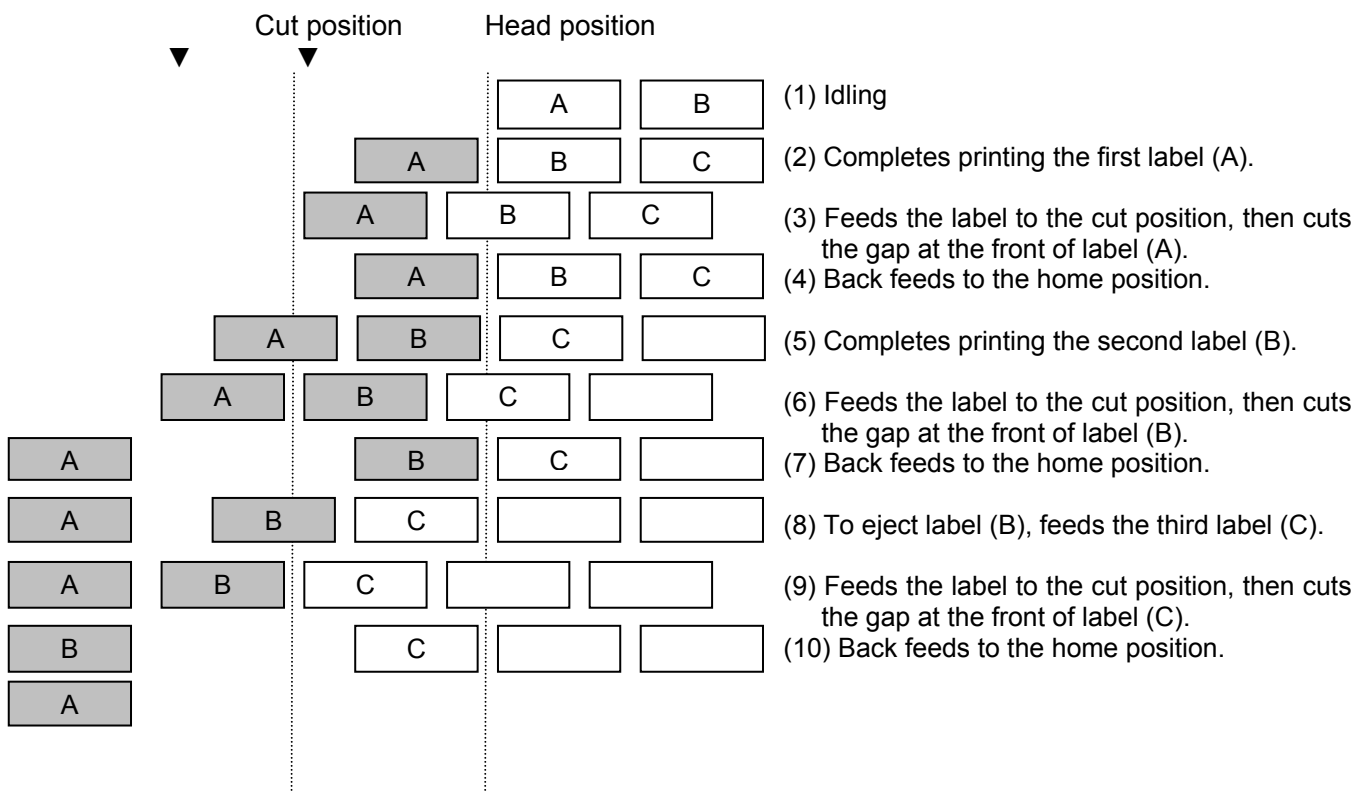 Cut position Head position
▼ ▼
A B (1) Idling
A B C (2) Completes printing the first label (A).
A B C (3) Feeds the label to the cut position, then cuts
the gap at the front of label (A).
A B C (4) Back feeds to the home position.
A B C (5) Completes printing the second label (B).
A B C (6) Feeds the label to the cut position, then cuts
the gap at the front of label (B).
A B C (7) Back feeds to the home position.
A B C (8) To eject label (B), feeds the third label (C).
A B C (9) Feeds the label to the cut position, then cuts
the gap at the front of label (C).
B C (10) Back feeds to the home position.
A